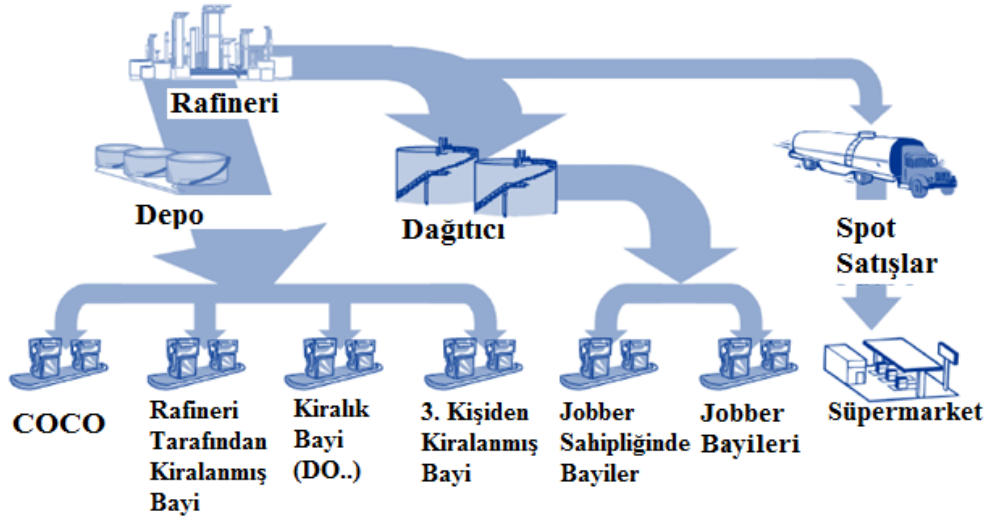 Rafineri
Depo
Dağıtıcı
Spot
Satışlar
COCO
Rafineri
Tarafından
Kiralanmış
Bayi
Kiralık
Bayi
(DO..)
3. Kişiden
Kiralanmış
Bayi
Jobber
Sahipliğinde
Bayiler
Jobber
Bayileri
Süpermarket